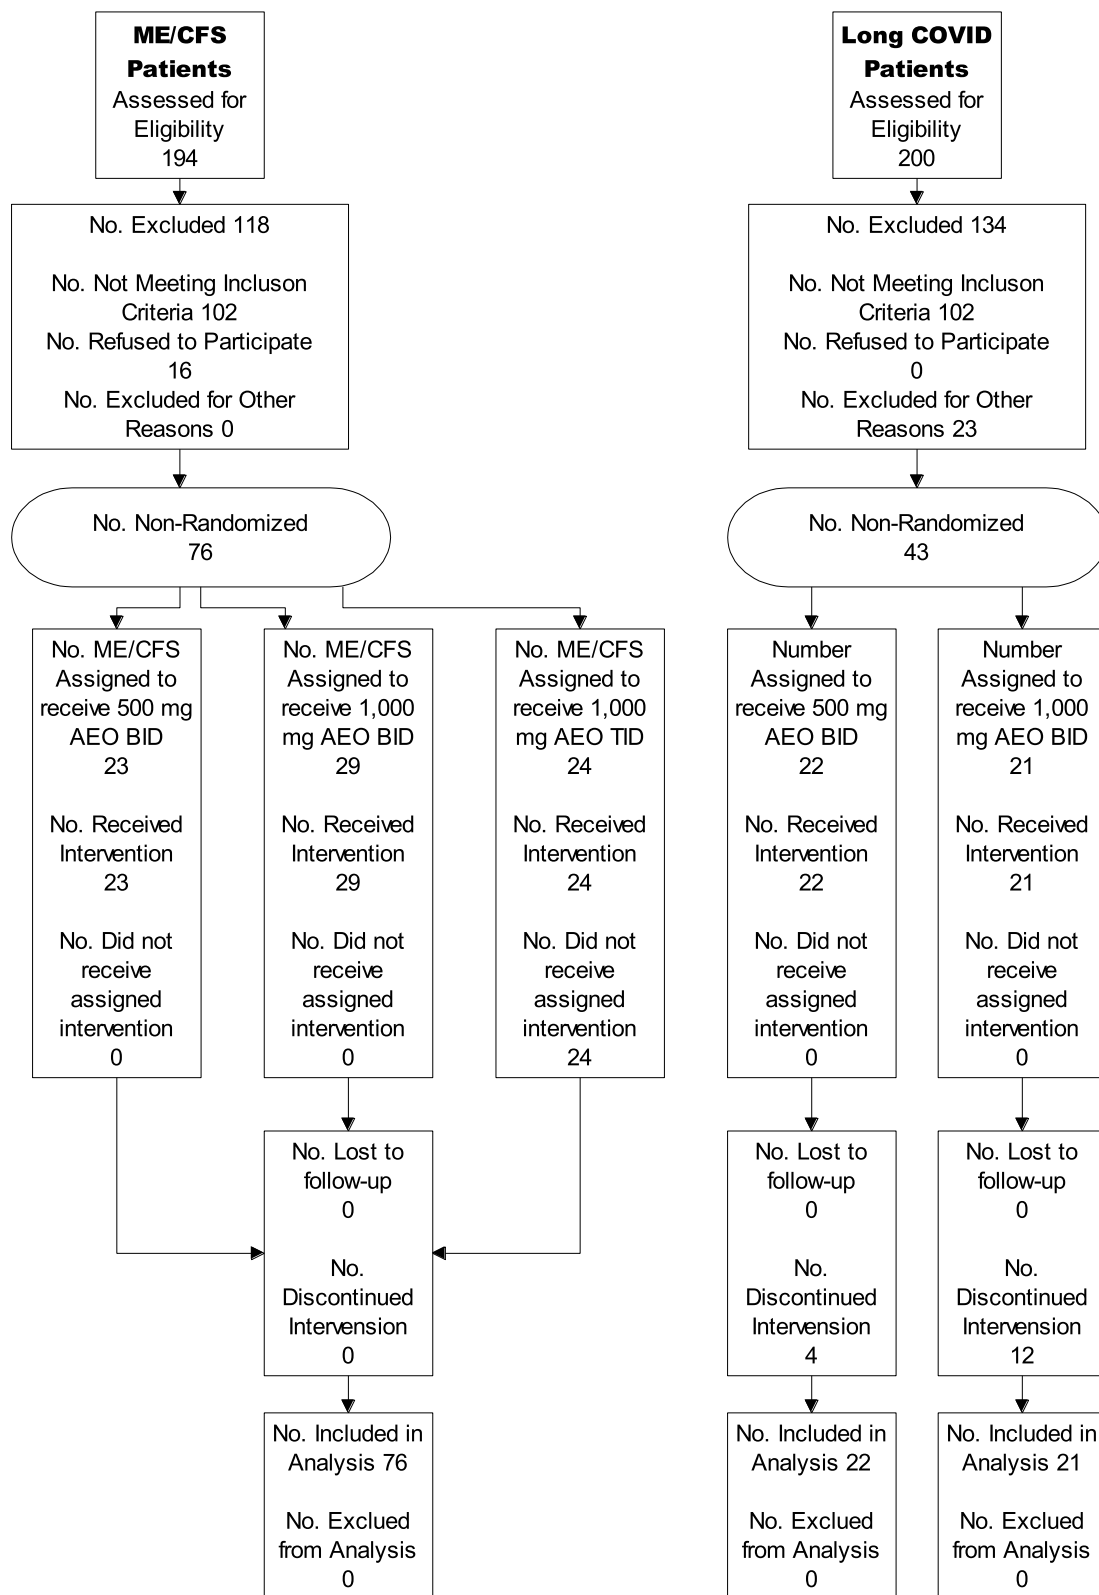 ME/CFS
Patients
Assessed for
Eligibility
194
No. Excluded 118
No. Not Meeting Incluson
Criteria 102
No. Refused to Participate
16
No. Excluded for Other
Reasons 0
No. Non-Randomized
76
No. ME/CFS
Assigned to
receive 500 mg
AEO BID
23
No. Received
Intervention
23
No. Did not
receive
assigned
intervention
0
No. ME/CFS
Assigned to
receive 1,000
mg AEO BID
29
No. Received
Intervention
29
No. Did not
receive
assigned
intervention
0
No. ME/CFS
Assigned to
receive 1,000
mg AEO TID
24
No. Received
Intervention
24
No. Did not
receive
assigned
intervention
24
No. Lost to
follow-up
0
No.
Discontinued
Intervension
0
No. Included in
Analysis 76
No. Exclued
from Analysis
0
Long COVID
Patients
Assessed for
Eligibility
200
No. Excluded 134
No. Not Meeting Incluson
Criteria 102
No. Refused to Participate
0
No. Excluded for Other
Reasons 23
No. Non-Randomized
43
Number
Assigned to
receive 500 mg
AEO BID
22
No. Received
Intervention
22
No. Did not
receive
assigned
intervention
0
Number
Assigned to
receive 1,000
mg AEO BID
21
No. Received
Intervention
21
No. Did not
receive
assigned
intervention
0
No. Lost to
follow-up
0
No.
Discontinued
Intervension
4
No. Lost to
follow-up
0
No.
Discontinued
Intervension
12
No. Included in
Analysis 22
No. Exclued
from Analysis
0
No. Included in
Analysis 21
No. Exclued
from Analysis
0